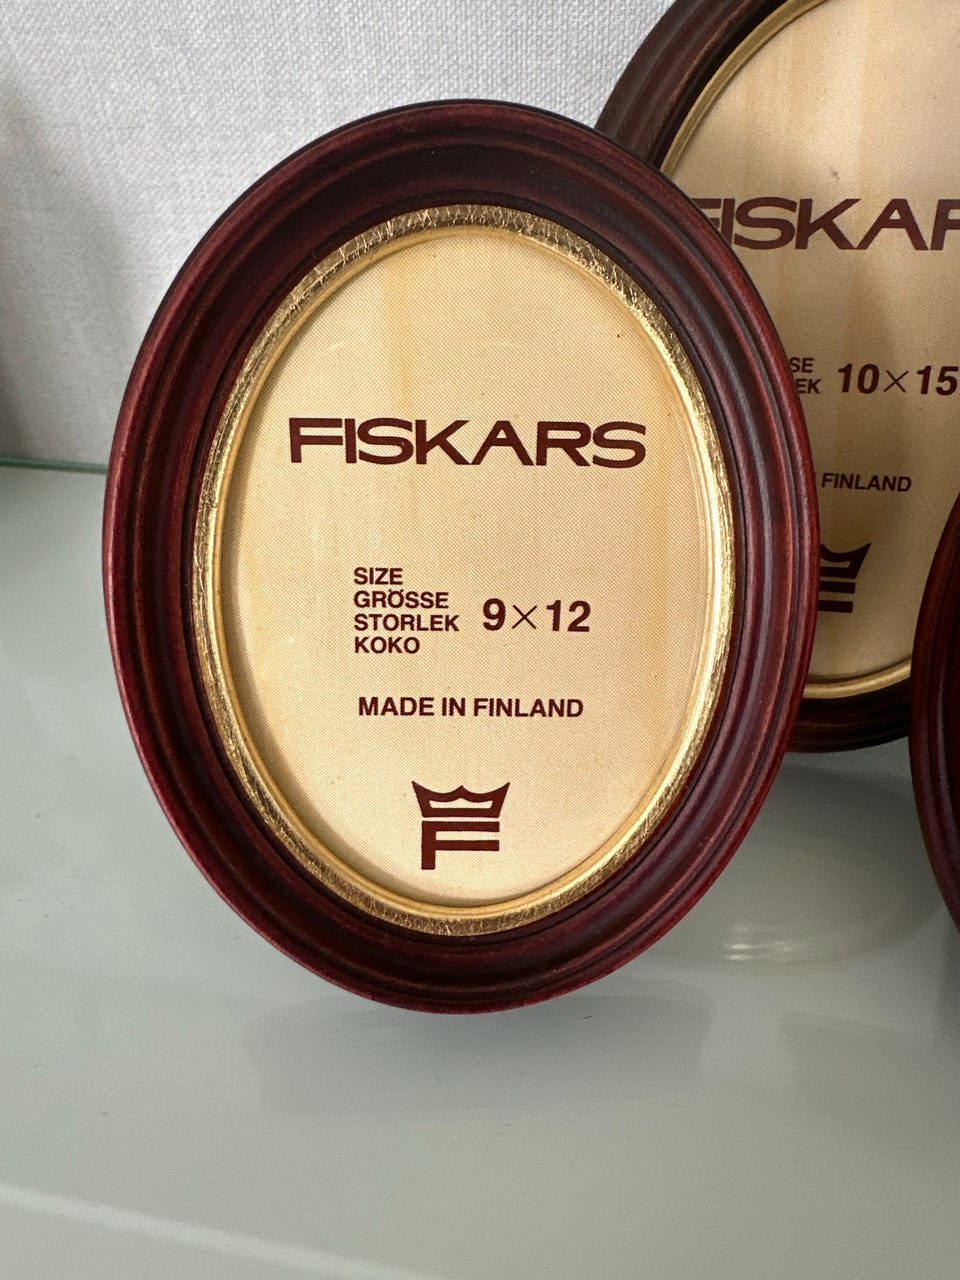 FISKARS
SIZE
GRÖSSE
STORLEK
KOKO
9×12
MADE IN FINLAND
F
FISKAR
10×15
FINLAND